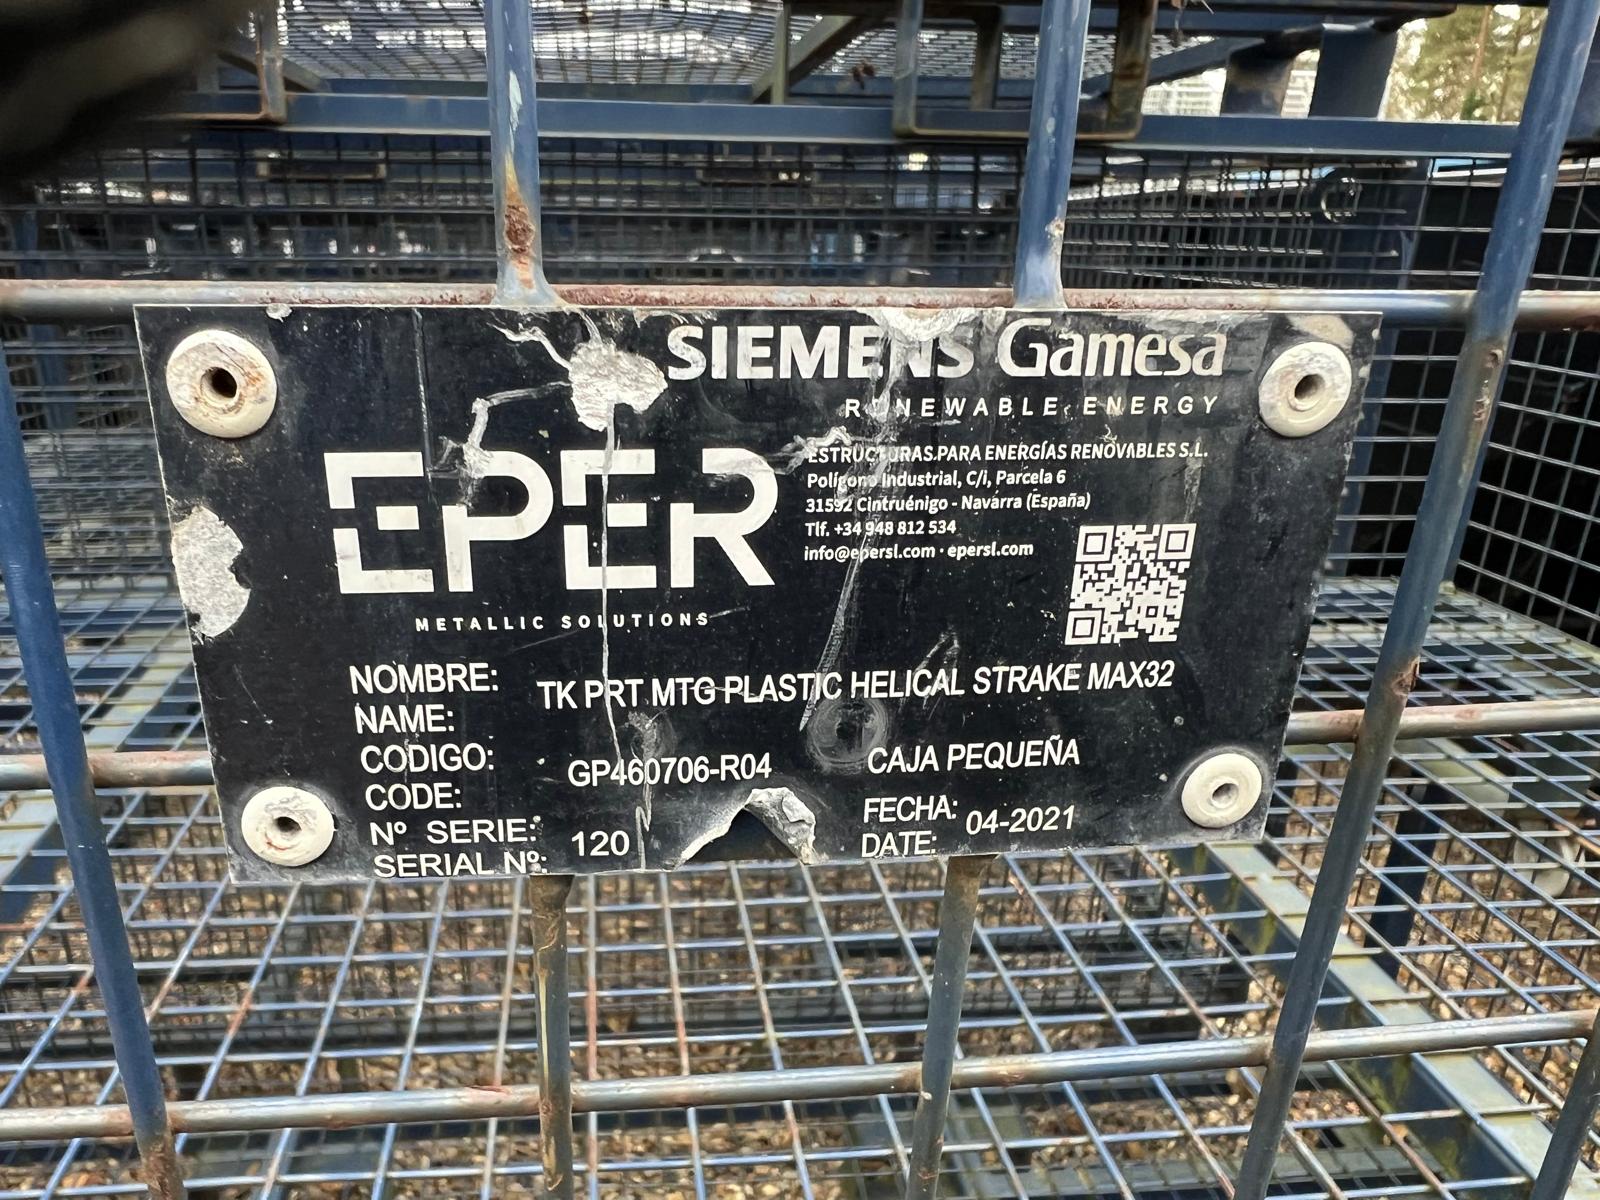 SIEMENS Gamesa
RENEWABLE ENERGY
EPER
METALLIC SOLUTIONS
ESTRUCTURAS PARA ENERGÍAS RENOVABLES S.L.
Polígono Industrial, C/i, Parcela 6
31592 Cintruénigo - Navarra (España)
Tlf. +34 948 812 534
info@epersl.com · epersl.com
NOMBRE:
NAME:
TK PRT MTG PLASTIC HELICAL STRAKE MAX32
CODIGO:
CODE:
GP460706-R04
CAJA PEQUEÑA
Nº SERIE:
SERIAL Nº:
120
FECHA:
DATE:
04-2021